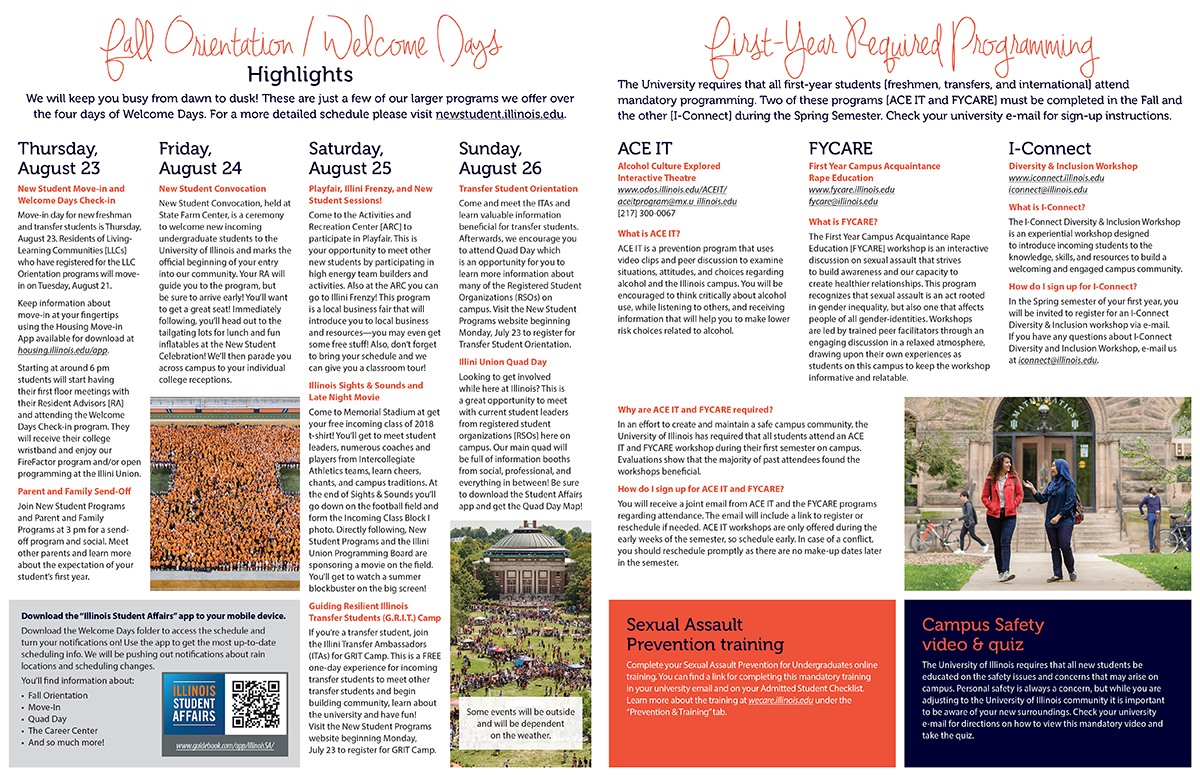 Fall Orientation / Welcome Days
Highlights
We will keep you busy from dawn to dusk! These are just a few of our larger programs we offer over
the four days of Welcome Days. For a more detailed schedule please visit newstudent.illinois.edu.
Thursday,
August 23
New Student Move-in and
Welcome Days Check-in
Move-in day for new freshman
and transfer students is Thursday,
August 23. Residents of Living-
Learning Communities (LLCs)
who have registered for the LLC
Orientation programs will move-
in on Tuesday, August 21.
Keep information about
move-in at your fingertips
using the Housing Move-in
App available for download at
housing.illinois.edu/app.
Starting at around 6 pm
students will start having
their first floor meetings with
their Resident Advisors [RA]
and attending the Welcome
Days Check-in program. They
will receive their college
wristband and enjoy our
FireFactor program and/or open
programming at the Illini Union.
Parent and Family Send-Off
Join New Student Programs
and Parent and Family
Programs at 3 pm for a send-
off program and social. Meet
other parents and learn more
about the expectation of your
student's first year.
Friday,
August 24
New Student Convocation
New Student Convocation, held at
State Farm Center, is a ceremony
to welcome new incoming
undergraduate students to the
University of Illinois and marks the
official beginning of your entry
into our community. Your RA will
guide you to the program, but
be sure to arrive early! You'll want
to get a great seat! Immediately
following, you'll head out to the
tailgating lots for lunch and fun
inflatables at the New Student
Celebration! We'll then parade you
across campus to your individual
college receptions.
Saturday,
August 25
Playfair, Illini Frenzy, and New
Student Sessions!
Come to the Activities and
Recreation Center [ARC] to
participate in Playfair. This is
your opportunity to meet other
new students by participating in
high energy team builders and
activities. Also at the ARC you can
go to Illini Frenzy! This program
is a local business fair that will
introduce you to local business
and resources—you may even get
some free stuff! Also, don't forget
to bring your schedule and we
can give you a classroom tour!
Illinois Sights & Sounds and
Late Night Movie
Come to Memorial Stadium at get
your free incoming class of 2018
t-shirt! You'll get to meet student
leaders, numerous coaches and
players from Intercollegiate
Athletics teams, learn cheers,
chants, and campus traditions. At
the end of Sights & Sounds you'll
go down on the football field and
form the Incoming Class Block I
photo. Directly following, New
Student Programs and the Illini
Union Programming Board are
sponsoring a movie on the field.
You'll get to watch a summer
blockbuster on the big screen!
Guiding Resilient Illinois
Transfer Students (G.R.I.T.) Camp
If you're a transfer student, join
the Illini Transfer Ambassadors
(ITAs) for GRIT Camp. This is a FREE
one-day experience for incoming
transfer students to meet other
transfer students and begin
building community, learn about
the university and have fun!
Visit the New Student Programs
website beginning Monday,
July 23 to register for GRIT Camp.
Sunday,
August 26
Transfer Student Orientation
Come and meet the ITAs and
learn valuable information
beneficial for transfer students.
Afterwards, we encourage you
to attend Quad Day which
is an opportunity for you to
learn more information about
many of the Registered Student
Organizations (RSOs) on
campus. Visit the New Student
Programs website beginning
Monday, July 23 to register for
Transfer Student Orientation.
Illini Union Quad Day
Looking to get involved
while here at Illinois? This is
a great opportunity to meet
with current student leaders
from registered student
organizations (RSOs) here on
campus. Our main quad will
be full of information booths
from social, professional, and
everything in between! Be sure
to download the Student Affairs
app and get the Quad Day Map!
Some events will be outside
and will be dependent
on the weather.
Download the "Illinois Student Affairs" app to your mobile device.
Download the Welcome Days folder to access the schedule and
turn your notifications on! Use the app to get the most up-to-date
scheduling info. We will be pushing out notifications about rain
locations and scheduling changes.
You'll find information about:
• Fall Orientation
• Move-In
• Quad Day
• The Career Center
• And so much more!
ILLINOIS
STUDENT
AFFAIRS
www.guidebook.com/app/IllinoisSA/
First-Year Required Programming
The University requires that all first-year students [freshmen, transfers, and international] attend
mandatory programming. Two of these programs [ACE IT and FYCARE] must be completed in the Fall and
the other [I-Connect] during the Spring Semester. Check your university e-mail for sign-up instructions.
ACE IT
Alcohol Culture Explored
Interactive Theatre
www.odos.illinois.edu/ACEIT/
aceitprogram@mx.u illinois.edu
[217] 300-0067
What is ACE IT?
ACE IT is a prevention program that uses
video clips and peer discussion to examine
situations, attitudes, and choices regarding
alcohol and the Illinois campus. You will be
encouraged to think critically about alcohol
use, while listening to others, and receiving
information that will help you to make lower
risk choices related to alcohol.
FYCARE
First Year Campus Acquaintance
Rape Education
www.fycare.illinois.edu
fycare@illinois.edu
What is FYCARE?
The First Year Campus Acquaintance Rape
Education [FYCARE] workshop is an interactive
discussion on sexual assault that strives
to build awareness and our capacity to
create healthy relationships. This program
recognizes that sexual assault is an act rooted
in gender inequality, but also one that affects
people of all gender-identities. Workshops
are led by trained peer facilitators through an
engaging discussion in a relaxed atmosphere,
drawing upon their own experiences as
students on this campus to keep the workshop
informative and relatable.
I-Connect
Diversity & Inclusion Workshop
www.iconnect.illinois.edu
iconnect@illinois.edu
What is I-Connect?
The I-Connect Diversity & Inclusion Workshop
is an experiential workshop designed
to introduce incoming students to the
knowledge, skills, and resources to build a
welcoming and engaged campus community.
How do I sign up for I-Connect?
In the Spring semester of your first year, you
will be invited to register for an I-Connect
Diversity & Inclusion workshop via e-mail.
If you have any questions about I-Connect
Diversity and Inclusion Workshop, e-mail us
at iconnect@illinois.edu.
Why are ACE IT and FYCARE required?
In an effort to create and maintain a safe campus community, the
University of Illinois has required that all students attend an ACE
IT and FYCARE workshop during their first semester on campus.
Evaluations show that the majority of past attendees found the
workshops beneficial.
How do I sign up for ACE IT and FYCARE?
You will receive a joint email from ACE IT and the FYCARE programs
regarding attendance. The email will include a link to register or
reschedule if needed. ACE IT workshops are only offered during the
early weeks of the semester, so schedule early. In case of a conflict,
you should reschedule promptly as there are no make-up dates later
in the semester.
MATHEMATICS
Sexual Assault
Prevention training
Complete your Sexual Assault Prevention for Undergraduates online
training. You can find a link for completing this mandatory training
in your university email and on your Admitted Student Checklist.
Learn more about the training at wecare.illinois.edu under the
"Prevention & Training" tab.
Campus Safety
video & quiz
The University of Illinois requires that all new students be
educated on the safety issues and concerns that may arise on
campus. Personal safety is always a concern, but while you are
adjusting to the University of Illinois community it is important
to be aware of your new surroundings. Check your university
e-mail for directions on how to view this mandatory video and
take the quiz.